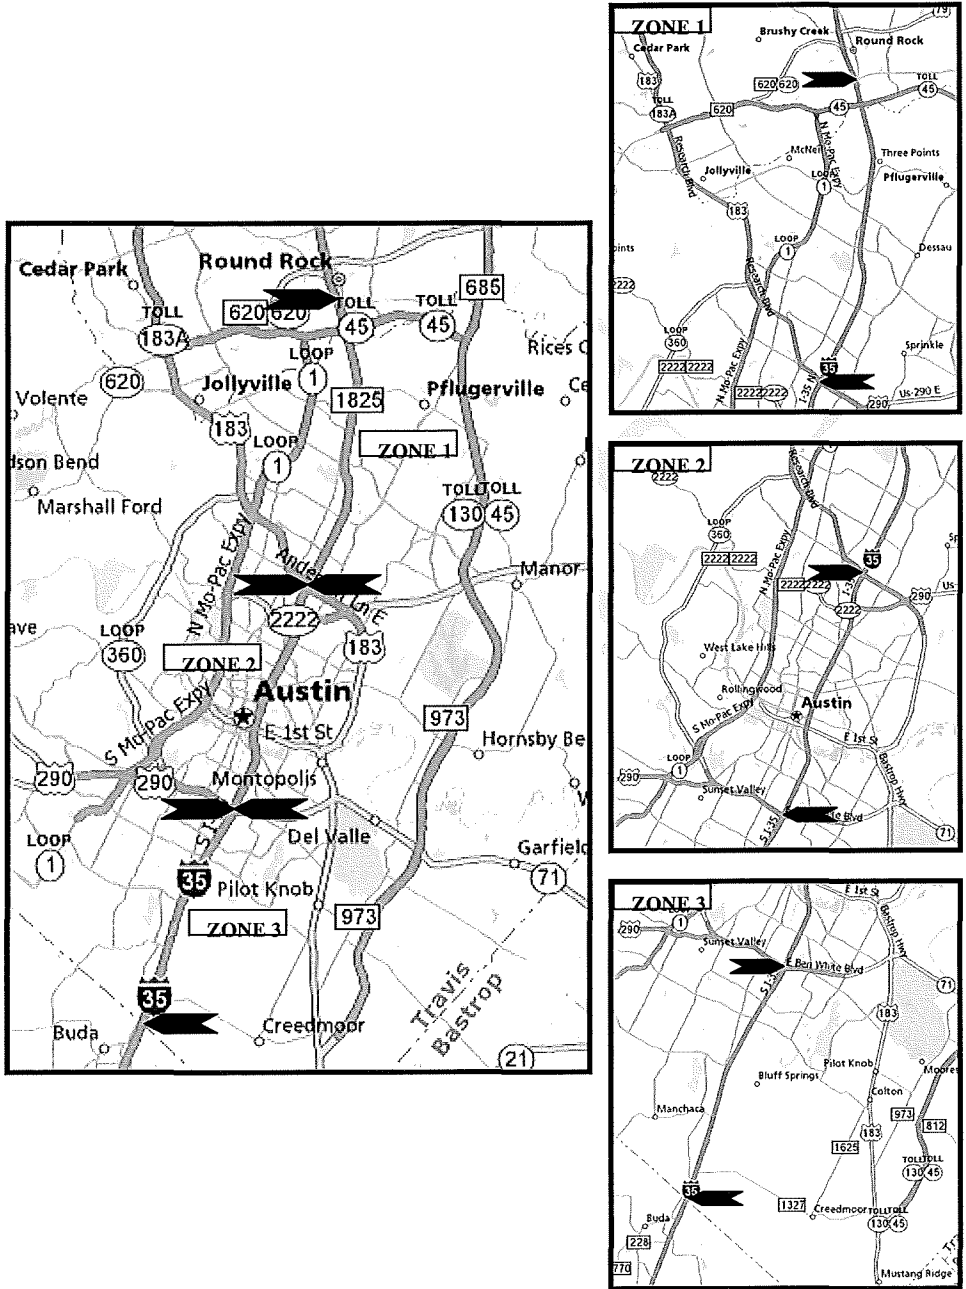 Cedar Park
Round Rock
685
TOLL
620 620
TOLL
45
TOLL
45
183A
LOOP
1
620
Jollyville
Pflugerville
Volente
1825
183
LOOP
1
ZONE 1
Marshall Ford
TOLL TOLL
130 45
N Mo-Pac Expy
Manor
2222
LOOP
360
183
ZONE 2
Austin
S Mo-Pac Expy
973
E 1st St
Hornsby Be
290
290
Montopolis
LOOP
1
Del Valle
Garfield
35
Pilot Knob
71
973
ZONE 3
35
Travis
Bastrop
Buda
Creedmoor
21
ZONE 1
79
Brushy Creek
Cedar Park
Round Rock
183
620 620
TOLL
45
TOLL
183A
620
45
N Mo-Pac Expy
Research Blvd
McNeil
Three Points
Jollyville
LOOP
1
Pflugerville
183
LOOP
1
Dessau
2222
Research Blvd
LOOP
360
Sprinkle
2222 2222
N Mo-Pac Expy
35
2222 2222
I-35 N
290
Us-290 E
ZONE 2
2222
Research Blvd
LOOP
360
35
2222 2222
N Mo-Pac Expy
2222 2222
290
2222
West Lake Hills
Rollingwood
Austin
S Mo-Pac Expy
E 1st St
LOOP
1
290
Bastrop Hwy
Sunset Valley
S I-35
71
ZONE 3
E 1st St
1
290
Bastrop Hwy
Sunset Valley
E Ben White Blvd
71
183
Pilot Knob
Bluff Springs
Moores
Colton
Manchaca
973
812
183
1625
TOLL TOLL
130 45
35
1327
Creedmoor
TOLL TOLL
130 45
Buda
228
770
Mustang Ridge